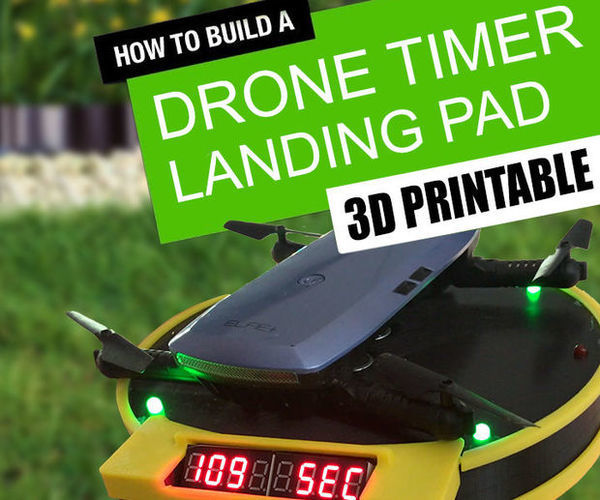 HOW TO BUILD A
DRONE TIMER
LANDING PAD
3D PRINTABLE
ELFIE+
109 SEC